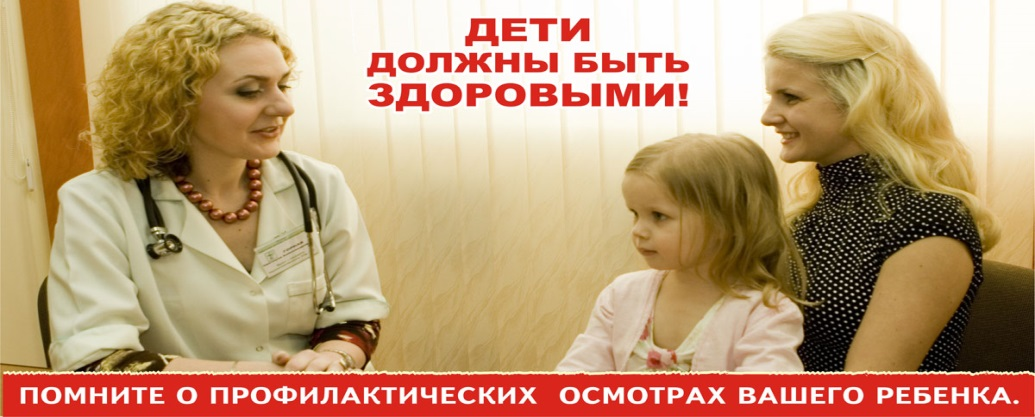 ДЕТИ
ДОЛЖНЫ БЫТЬ
ЗДОРОВЫМИ!
ПОМНИТЕ О ПРОФИЛАКТИЧЕСКИХ ОСМОТРАХ ВАШЕГО РЕБЕНКА.